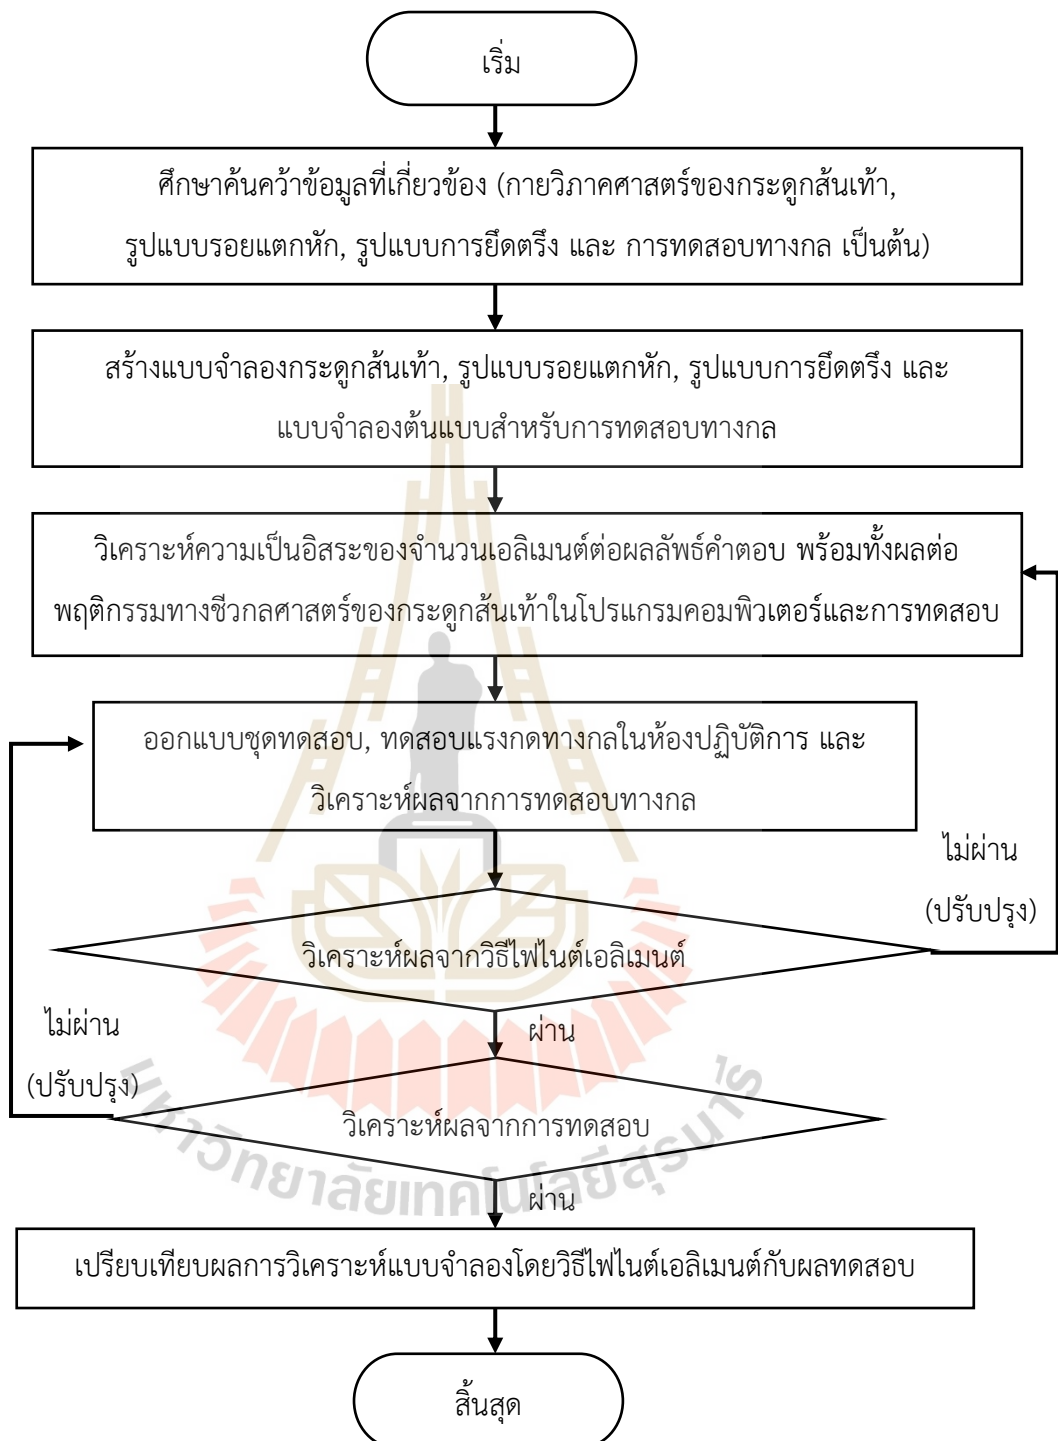 เริ่ม
ศึกษาค้นคว้าข้อมูลที่เกี่ยวข้อง (กายวิภาคศาสตร์ของกระดูกส้นเท้า,
รูปแบบรอยแตกหัก, รูปแบบการยึดตรึง และ การทดสอบทางกล เป็นต้น)
สร้างแบบจำลองกระดูกส้นเท้า, รูปแบบรอยแตกหัก, รูปแบบการยึดตรึง และ
แบบจำลองต้นแบบสำหรับการทดสอบทางกล
วิเคราะห์ความเป็นอิสระของจำนวนเอลิเมนต์ต่อผลลัพธ์คำตอบ พร้อมทั้งผลต่อ
พฤติกรรมทางชีวกลศาสตร์ของกระดูกส้นเท้าในโปรแกรมคอมพิวเตอร์และการทดสอบ
ออกแบบชุดทดสอบ, ทดสอบแรงกดทางกลในห้องปฏิบัติการ และ
วิเคราะห์ผลจากการทดสอบทางกล
ไม่ผ่าน
(ปรับปรุง)
วิเคราะห์ผลจากวิธีไฟไนต์เอลิเมนต์
ผ่าน
ไม่ผ่าน
(ปรับปรุง)
วิเคราะห์ผลจากการทดสอบ
ผ่าน
มหาวิทยาลัยเทคโนโลยีสุรนารี
เปรียบเทียบผลการวิเคราะห์แบบจำลองโดยวิธีไฟไนต์เอลิเมนต์กับผลทดสอบ
สิ้นสุด